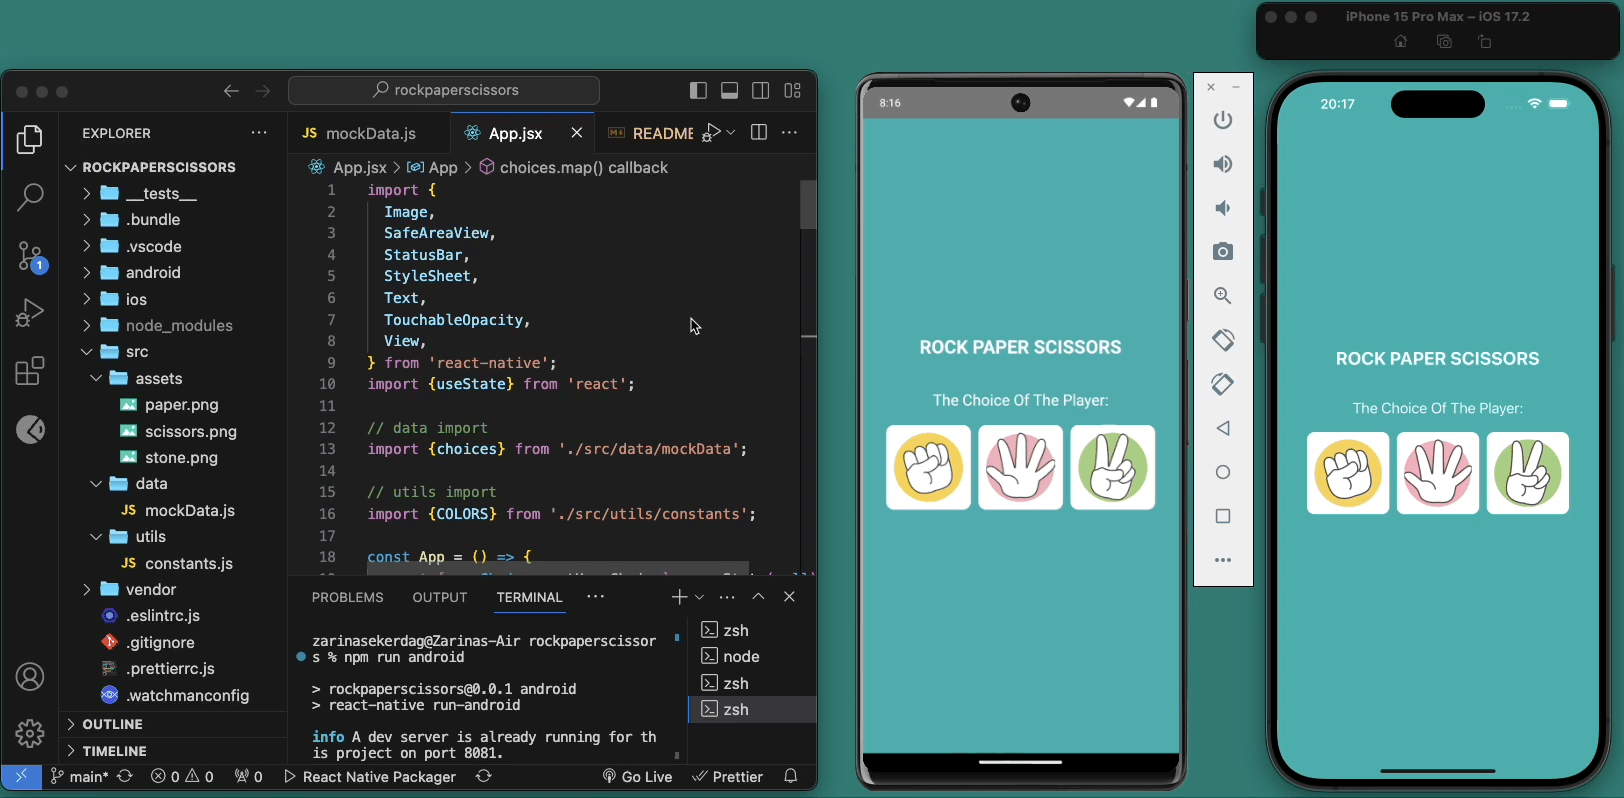 rockpaperscissors
EXPLORER
ROCKPAPERSCISSORS
__tests__
.bundle
.vscode
android
ios
node_modules
src
assets
paper.png
scissors.png
stone.png
data
mockData.js
utils
constants.js
vendor
.eslintrc.js
.gitignore
.prettierrc.js
.watchmanconfig
OUTLINE
TIMELINE
1
JS mockData.js App.jsx README
App.jsx > App > choices.map() callback
1 import {
2 Image,
3 SafeAreaView,
4 StatusBar,
5 StyleSheet,
6 Text,
7 TouchableOpacity,
8 View,
9 } from 'react-native';
10 import {useState} from 'react';
11
12 // data import
13 import {choices} from './src/data/mockData';
14
15 // utils import
16 import {COLORS} from './src/utils/constants';
17
18 const App = () => {
PROBLEMS OUTPUT TERMINAL
zarinasekerdag@Zarinas-Air rockpaperscissor
s % npm run android
> rockpaperscissors@0.0.1 android
> react-native run-android
info A dev server is already running for th
is project on port 8081.
zsh
node
zsh
zsh
main* 0 0 0 React Native Packager Go Live Prettier
8:16
ROCK PAPER SCISSORS
The Choice Of The Player:
iPhone 15 Pro Max – iOS 17.2
20:17
ROCK PAPER SCISSORS
The Choice Of The Player: